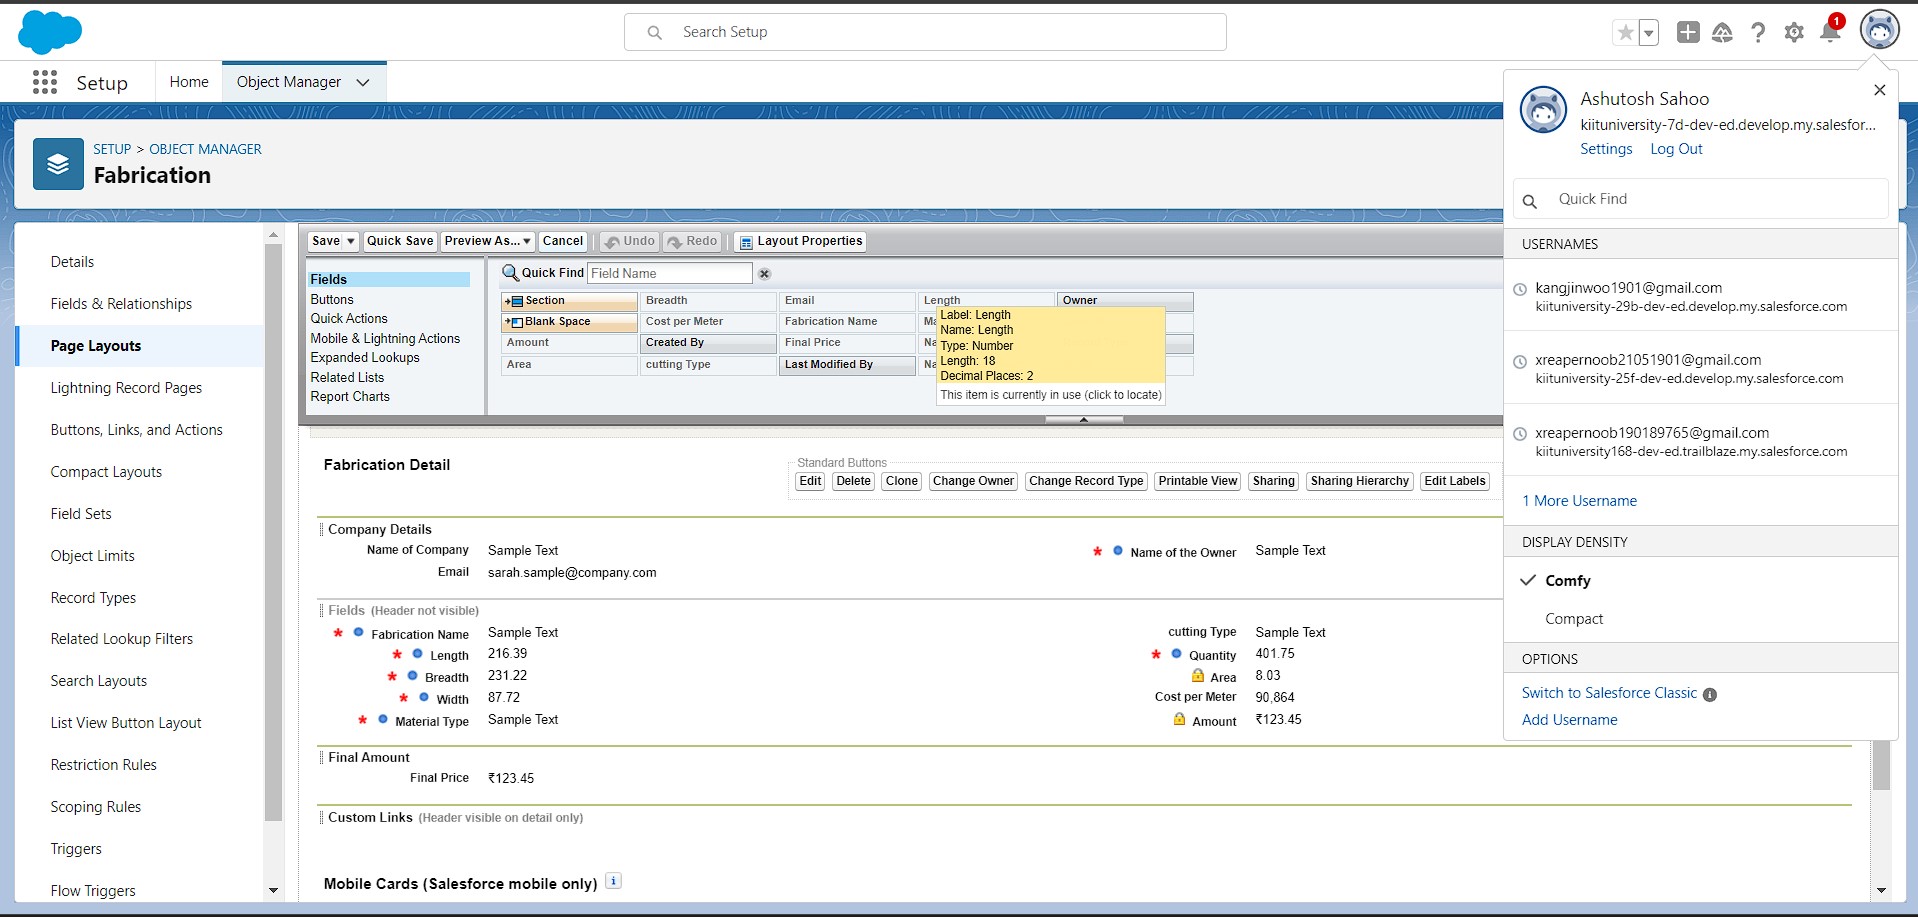 Search Setup
1
Setup
Home
Object Manager
SETUP > OBJECT MANAGER
Fabrication
Details
Fields & Relationships
Page Layouts
Lightning Record Pages
Buttons, Links, and Actions
Compact Layouts
Field Sets
Object Limits
Record Types
Related Lookup Filters
Search Layouts
List View Button Layout
Restriction Rules
Scoping Rules
Triggers
Flow Triggers
Save Quick Save Preview As... Cancel Undo Redo Layout Properties
Fields
Buttons
Quick Actions
Mobile & Lightning Actions
Expanded Lookups
Related Lists
Report Charts
Quick Find Field Name
Section Breadth Email Length Owner
Blank Space Cost per Meter Fabrication Name
Amount Created By Final Price
Area cutting Type Last Modified By
Label: Length
Name: Length
Type: Number
Length: 18
Decimal Places: 2
This item is currently in use (click to locate)
Fabrication Detail
Standard Buttons
Edit Delete Clone Change Owner Change Record Type Printable View Sharing Sharing Hierarchy Edit Labels
Company Details
Name of Company Sample Text * Name of the Owner Sample Text
Email sarah.sample@company.com
Fields (Header not visible)
* Fabrication Name Sample Text cutting Type Sample Text
* Length 216.39 * Quantity 401.75
* Breadth 231.22 Area 8.03
* Width 87.72 Cost per Meter 90,864
* Material Type Sample Text Amount ₹123.45
Final Amount
Final Price ₹123.45
Custom Links (Header visible on detail only)
Mobile Cards (Salesforce mobile only) i
Ashutosh Sahoo
kiituniversity-7d-dev-ed.develop.my.salesfor...
Settings Log Out
Quick Find
USERNAMES
kangjinwoo1901@gmail.com
kiituniversity-29b-dev-ed.develop.my.salesforce.com
xreapernoob21051901@gmail.com
kiituniversity-25f-dev-ed.develop.my.salesforce.com
xreapernoob190189765@gmail.com
kiituniversity168-dev-ed.trailblaze.my.salesforce.com
1 More Username
DISPLAY DENSITY
Comfy
Compact
OPTIONS
Switch to Salesforce Classic i
Add Username